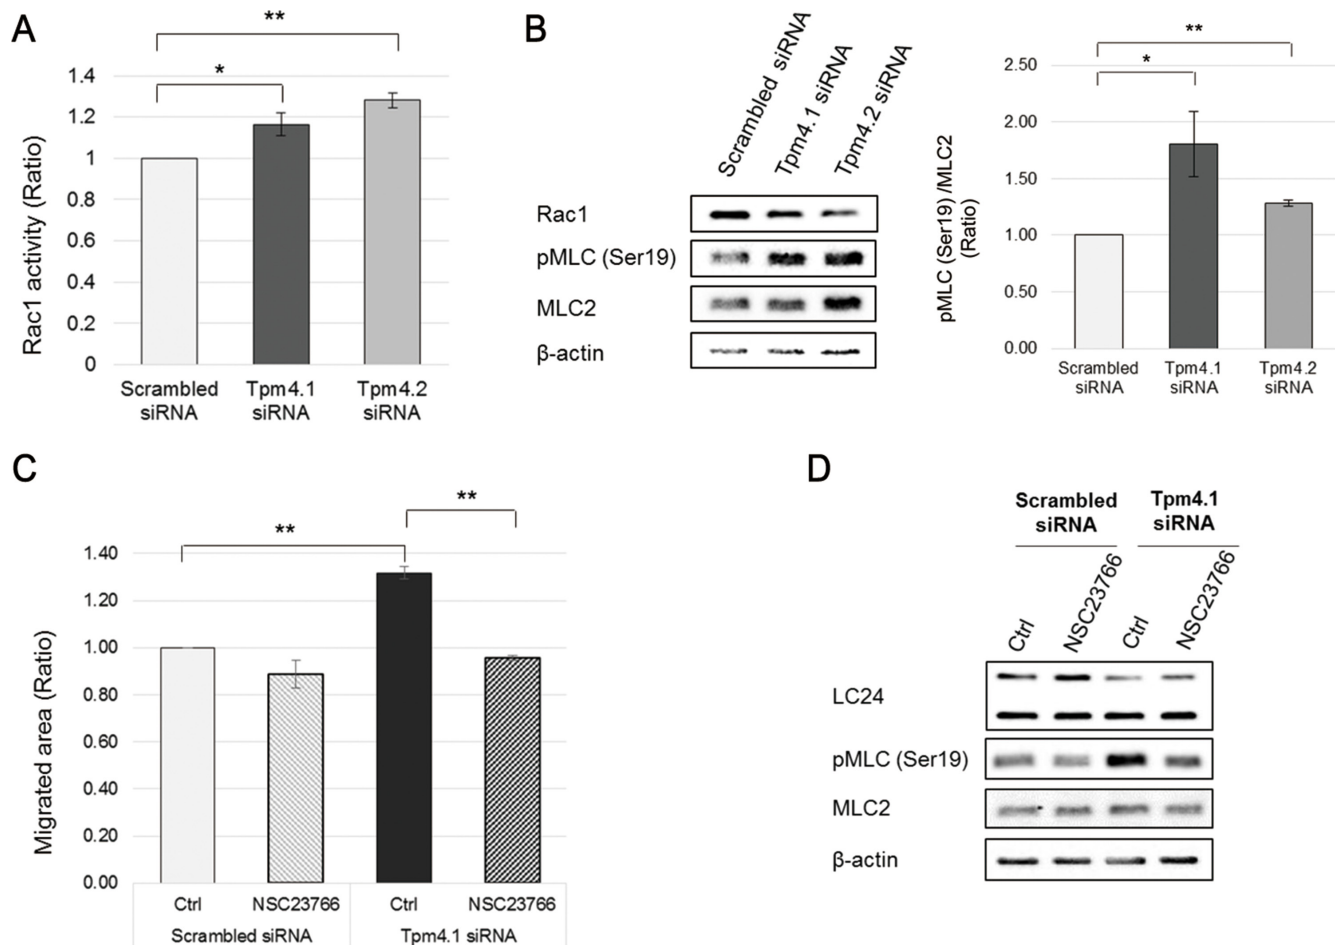 A
**
*
1.4
1.2
1
0.8
0.6
0.4
0.2
0
Rac1 activity (Ratio)
Scrambled
siRNA
Tpm4.1
siRNA
Tpm4.2
siRNA
B
Scrambled siRNA
Tpm4.1 siRNA
Tpm4.2 siRNA
Rac1
pMLC (Ser19)
MLC2
β-actin
**
*
2.50
2.00
1.50
1.00
0.50
0.00
pMLC (Ser19) /MLC2
(Ratio)
Scrambled
siRNA
Tpm4.1
siRNA
Tpm4.2
siRNA
C
**
**
1.40
1.20
1.00
0.80
0.60
0.40
0.20
0.00
Migrated area (Ratio)
Ctrl
NSC23766
Ctrl
NSC23766
Scrambled siRNA
Tpm4.1 siRNA
D
Scrambled
siRNA
Tpm4.1
siRNA
Ctrl
NSC23766
Ctrl
NSC23766
LC24
pMLC (Ser19)
MLC2
β-actin